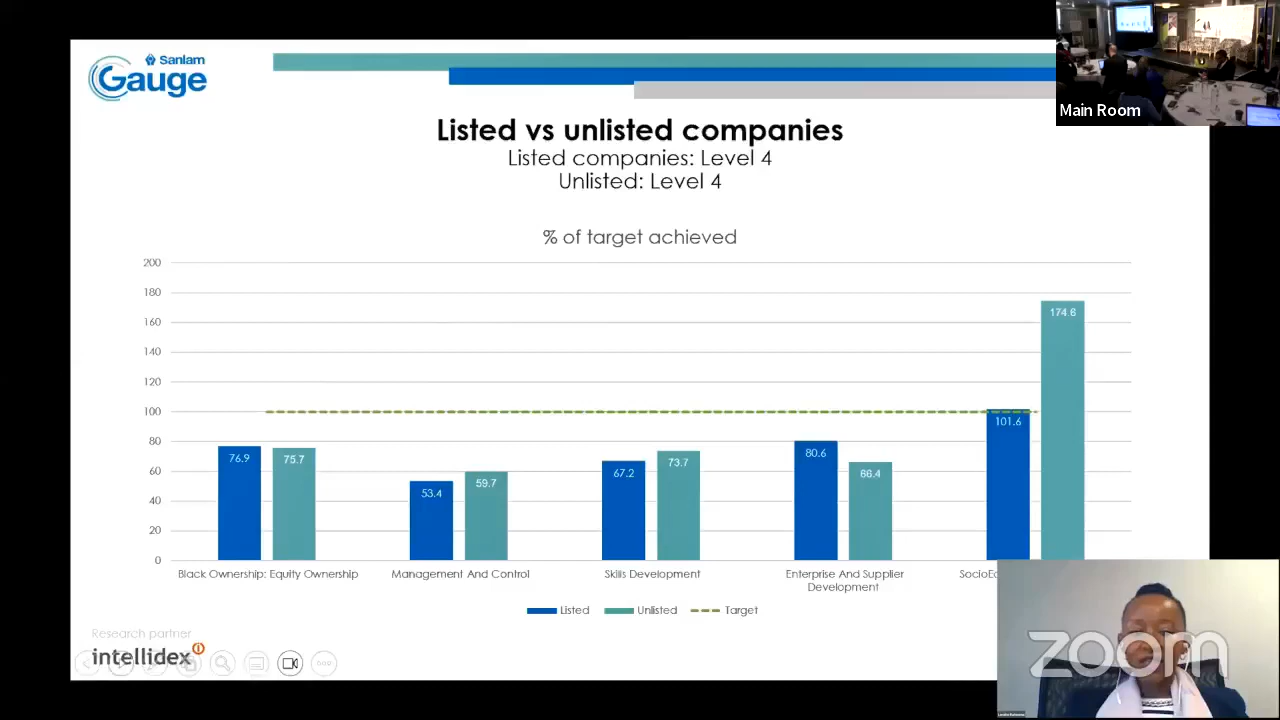 Sanlam
Gauge
Main Room
Listed vs unlisted companies
Listed companies: Level 4
Unlisted: Level 4
% of target achieved
200
180
160
140
120
100
80
60
40
20
0
76.9
75.7
53.4
59.7
67.2
73.7
80.6
66.4
101.6
174.6
Black Ownership: Equity Ownership
Management And Control
Skills Development
Enterprise And Supplier
Development
Listed
Unlisted
Target
Research partner
intellidex
zoom